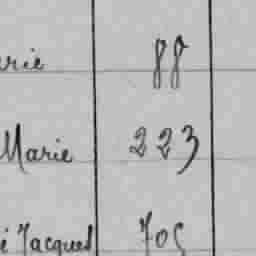 rie 88
Marie 223
é Jacques 705